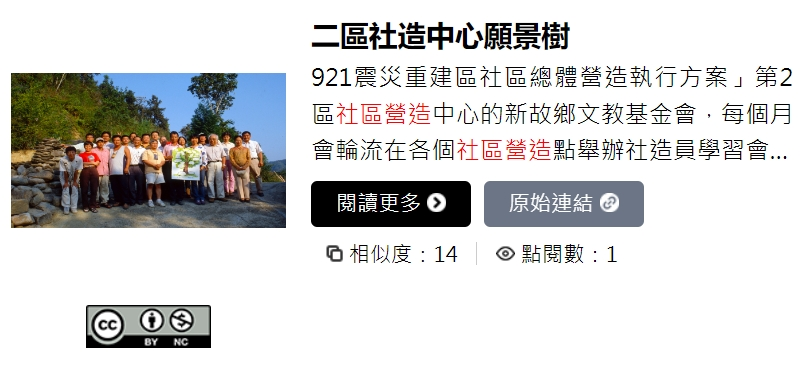 二區社造中心願景樹
921震災重建區社區總體營造執行方案」第2
區社區營造中心的新故鄉文教基金會，每個月
會輪流在各個社區營造點舉辦社造員學習會...
閱讀更多
原始連結
相似度：14
點閱數：1
cc
BY NC